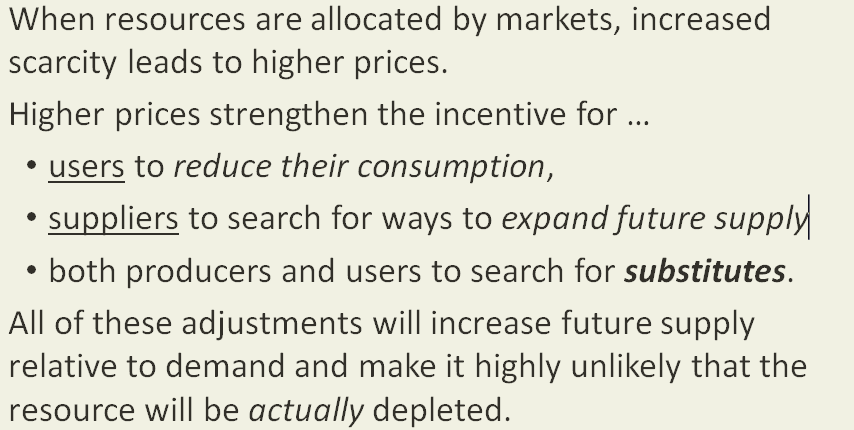 When resources are allocated by markets, increased
scarcity leads to higher prices.
Higher prices strengthen the incentive for ...
• users to reduce their consumption,
• suppliers to search for ways to expand future supply
• both producers and users to search for substitutes.
All of these adjustments will increase future supply
relative to demand and make it highly unlikely that the
resource will be actually depleted.